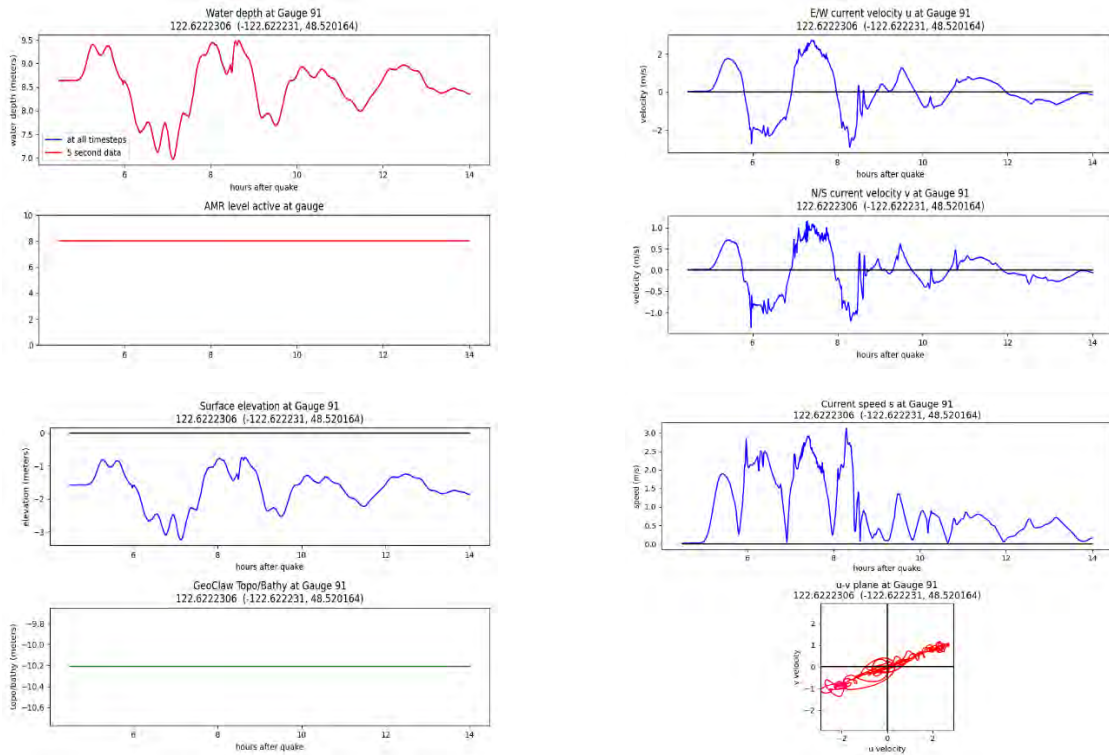 Water depth at Gauge 91
122.6222306 (-122.622231, 48.520164)
water depth (meters)
9.5
9.0
8.5
8.0
7.5
7.0
at all timesteps
5 second data
6 8 10 12 14
hours after quake
AMR level active at gauge
10
8
6
4
2
0
6 8 10 12 14
Surface elevation at Gauge 91
122.6222306 (-122.622231, 48.520164)
elevation (meters)
0
−1
−2
−3
6 8 10 12 14
hours after quake
GeoClaw Topo/Bathy at Gauge 91
122.6222306 (-122.622231, 48.520164)
topo/bathy (meters)
−9.8
−10.0
−10.2
−10.4
−10.6
6 8 10 12 14
hours after quake
E/W current velocity u at Gauge 91
122.6222306 (-122.622231, 48.520164)
velocity (m/s)
2
0
−2
6 8 10 12 14
hours after quake
N/S current velocity v at Gauge 91
122.6222306 (-122.622231, 48.520164)
velocity (m/s)
1.0
0.5
0.0
−0.5
−1.0
6 8 10 12 14
hours after quake
Current speed s at Gauge 91
122.6222306 (-122.622231, 48.520164)
speed (m/s)
3.0
2.5
2.0
1.5
1.0
0.5
0.0
6 8 10 12 14
hours after quake
u-v plane at Gauge 91
122.6222306 (-122.622231, 48.520164)
v velocity
2
1
0
−1
−2
−2 0 2
u velocity